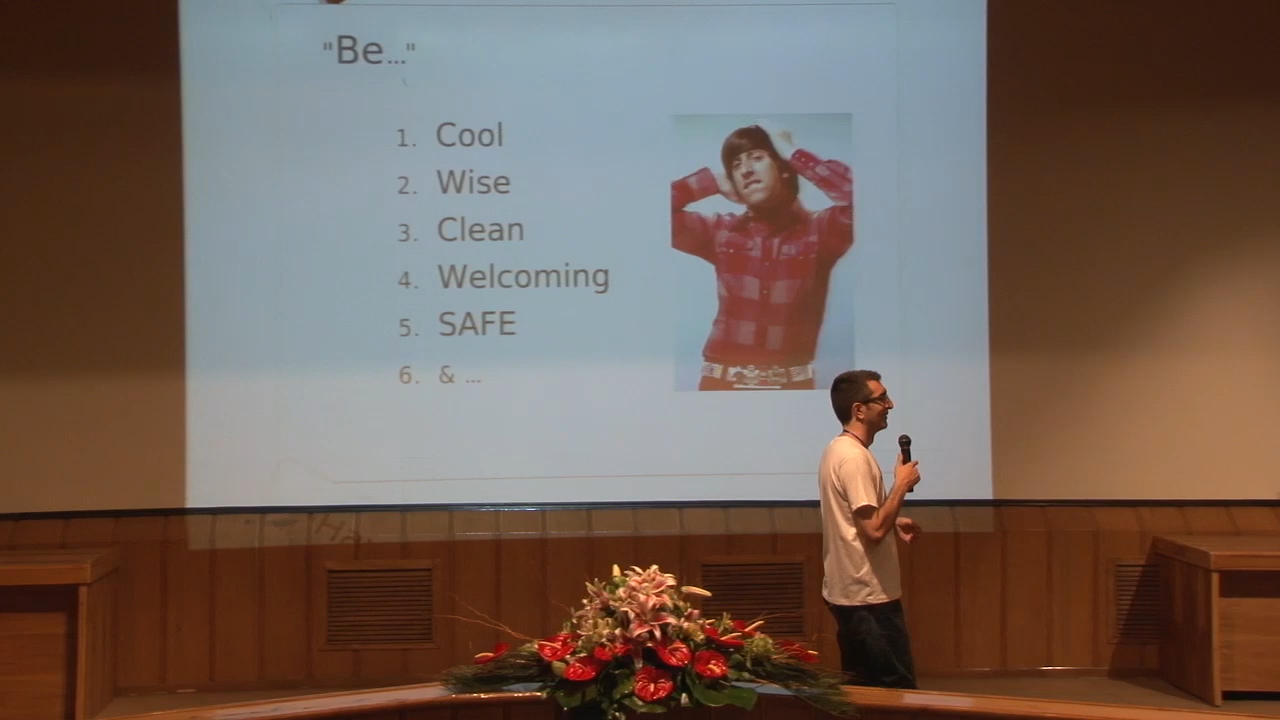 "Be..."
1. Cool
2. Wise
3. Clean
4. Welcoming
5. SAFE
6. & ...